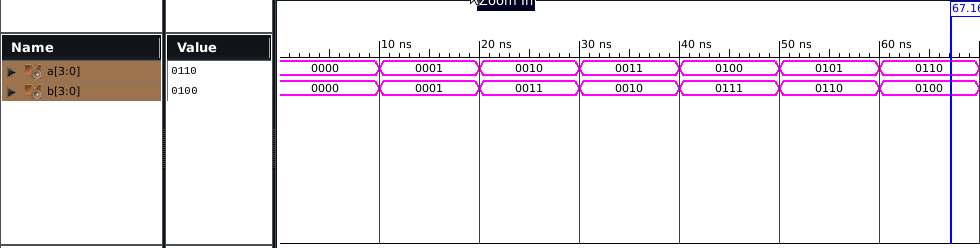 Zoom In
67.16
Name Value
10 ns 20 ns 30 ns 40 ns 50 ns 60 ns
a[3:0] 0110 0000 0001 0010 0011 0100 0101 0110
b[3:0] 0100 0000 0001 0011 0010 0111 0110 0100